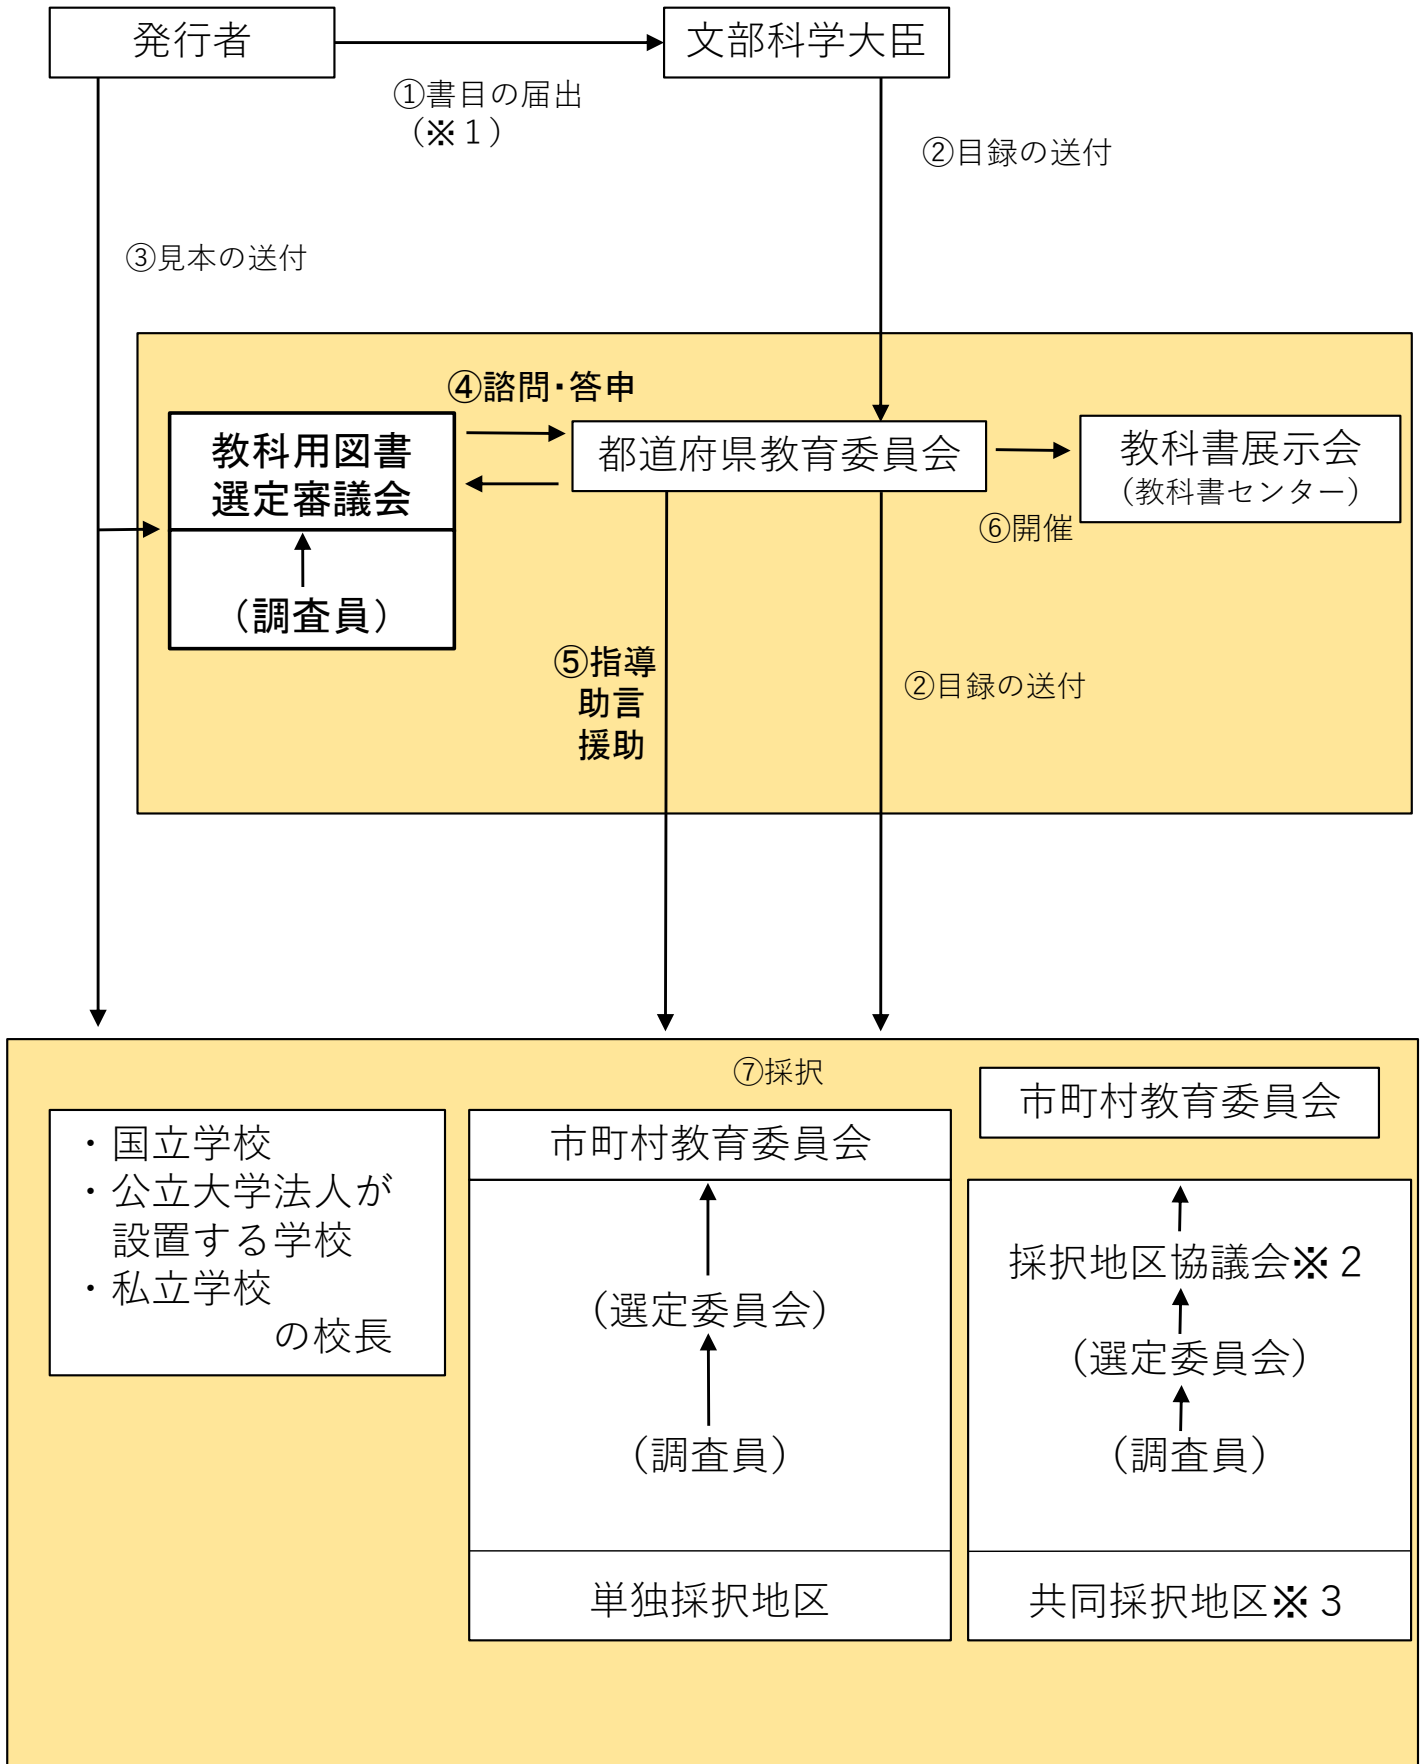 発行者
文部科学大臣
①書目の届出
（※１）
②目録の送付
③見本の送付
④諮問・答申
教科用図書
選定審議会
（調査員）
都道府県教育委員会
教科書展示会
（教科書センター）
⑥開催
⑤指導
助言
援助
②目録の送付
⑦採択
・国立学校
・公立大学法人が
設置する学校
・私立学校
の校長
市町村教育委員会
（選定委員会）
（調査員）
単独採択地区
市町村教育委員会
採択地区協議会※２
（選定委員会）
（調査員）
共同採択地区※３